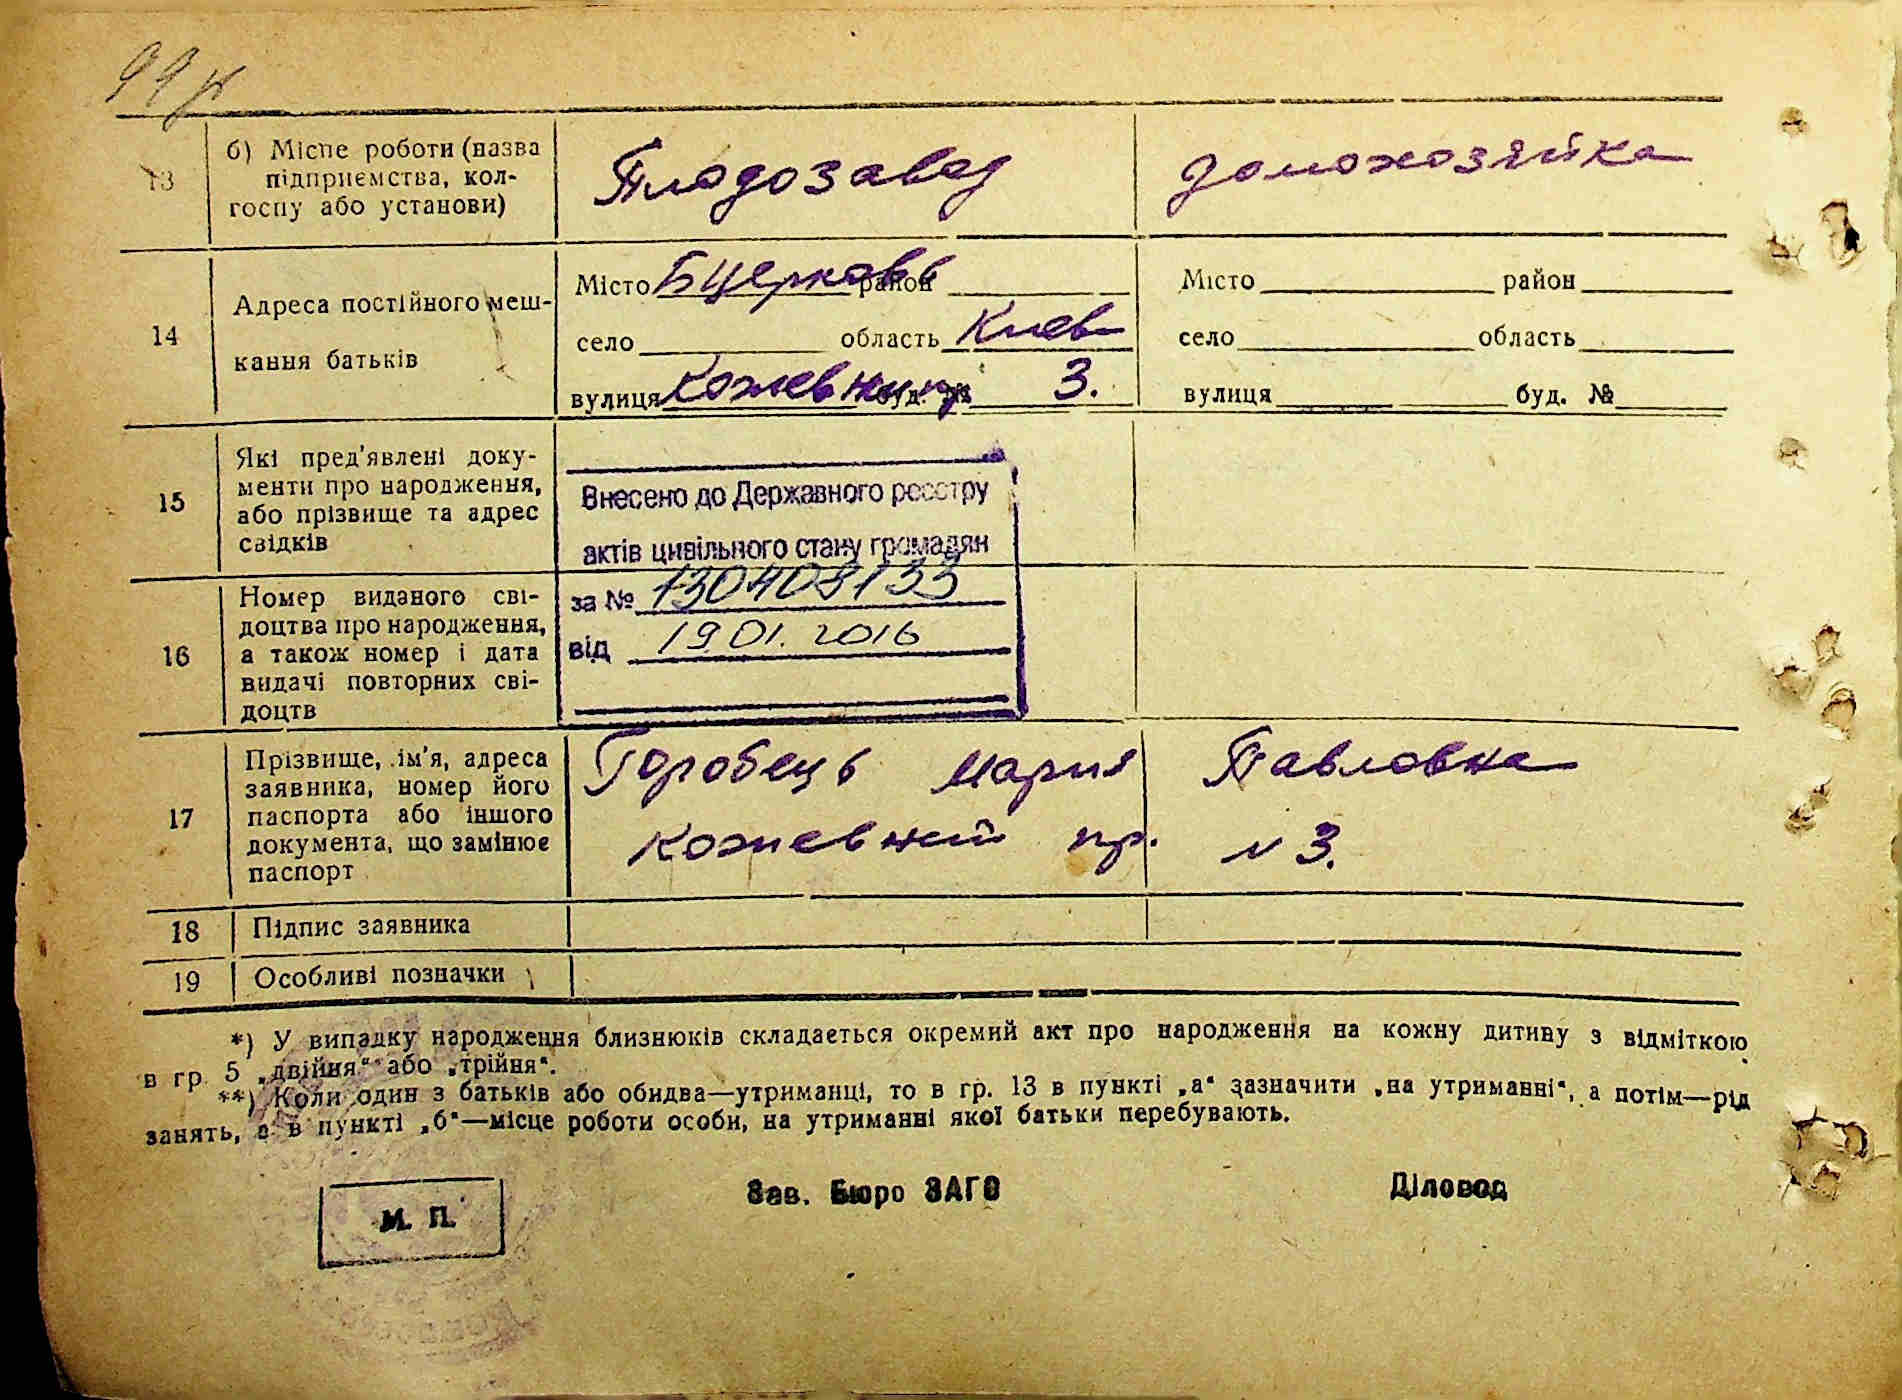 99
13
б) Місце роботи (назва
підприємства, кол-
госпу або установи)
Плодозавод
домохозяйка
14
Адреса постійного меш-
кання батьків
Місто Бцерковь район
село область Киев
вулиця Кожевний пр буд. № 3.
Місто район
село область
вулиця буд. №
15
Які пред'явлені доку-
менти про народження,
або прізвище та адрес
свідків
Внесено до Державного реєстру
актів цивільного стану громадян
за № 130408133
від 19.01.2016
16
Номер виданого сві-
доцтва про народження,
а також номер і дата
видачі повторних сві-
доцтв
17
Прізвище, ім'я, адреса
заявника, номер його
паспорта або іншого
документа, що замінює
паспорт
Горобець Мария Павловна
Кожевний пр. № 3.
18
Підпис заявника
19
Особливі позначки
*) У випадку народження близнюків складається окремий акт про народження на кожну дитину з відміткою
в гр. 5 „двійня“ або „трійня“.
**) Коли один з батьків або обидва—утриманці, то в гр. 13 в пункті „а“ зазначити „на утриманні“, а потім—рід
занять, а в пункті „б“—місце роботи особи, на утриманні якої батьки перебувають.
М. П.
Зав. Бюро ЗАГС
Діловод